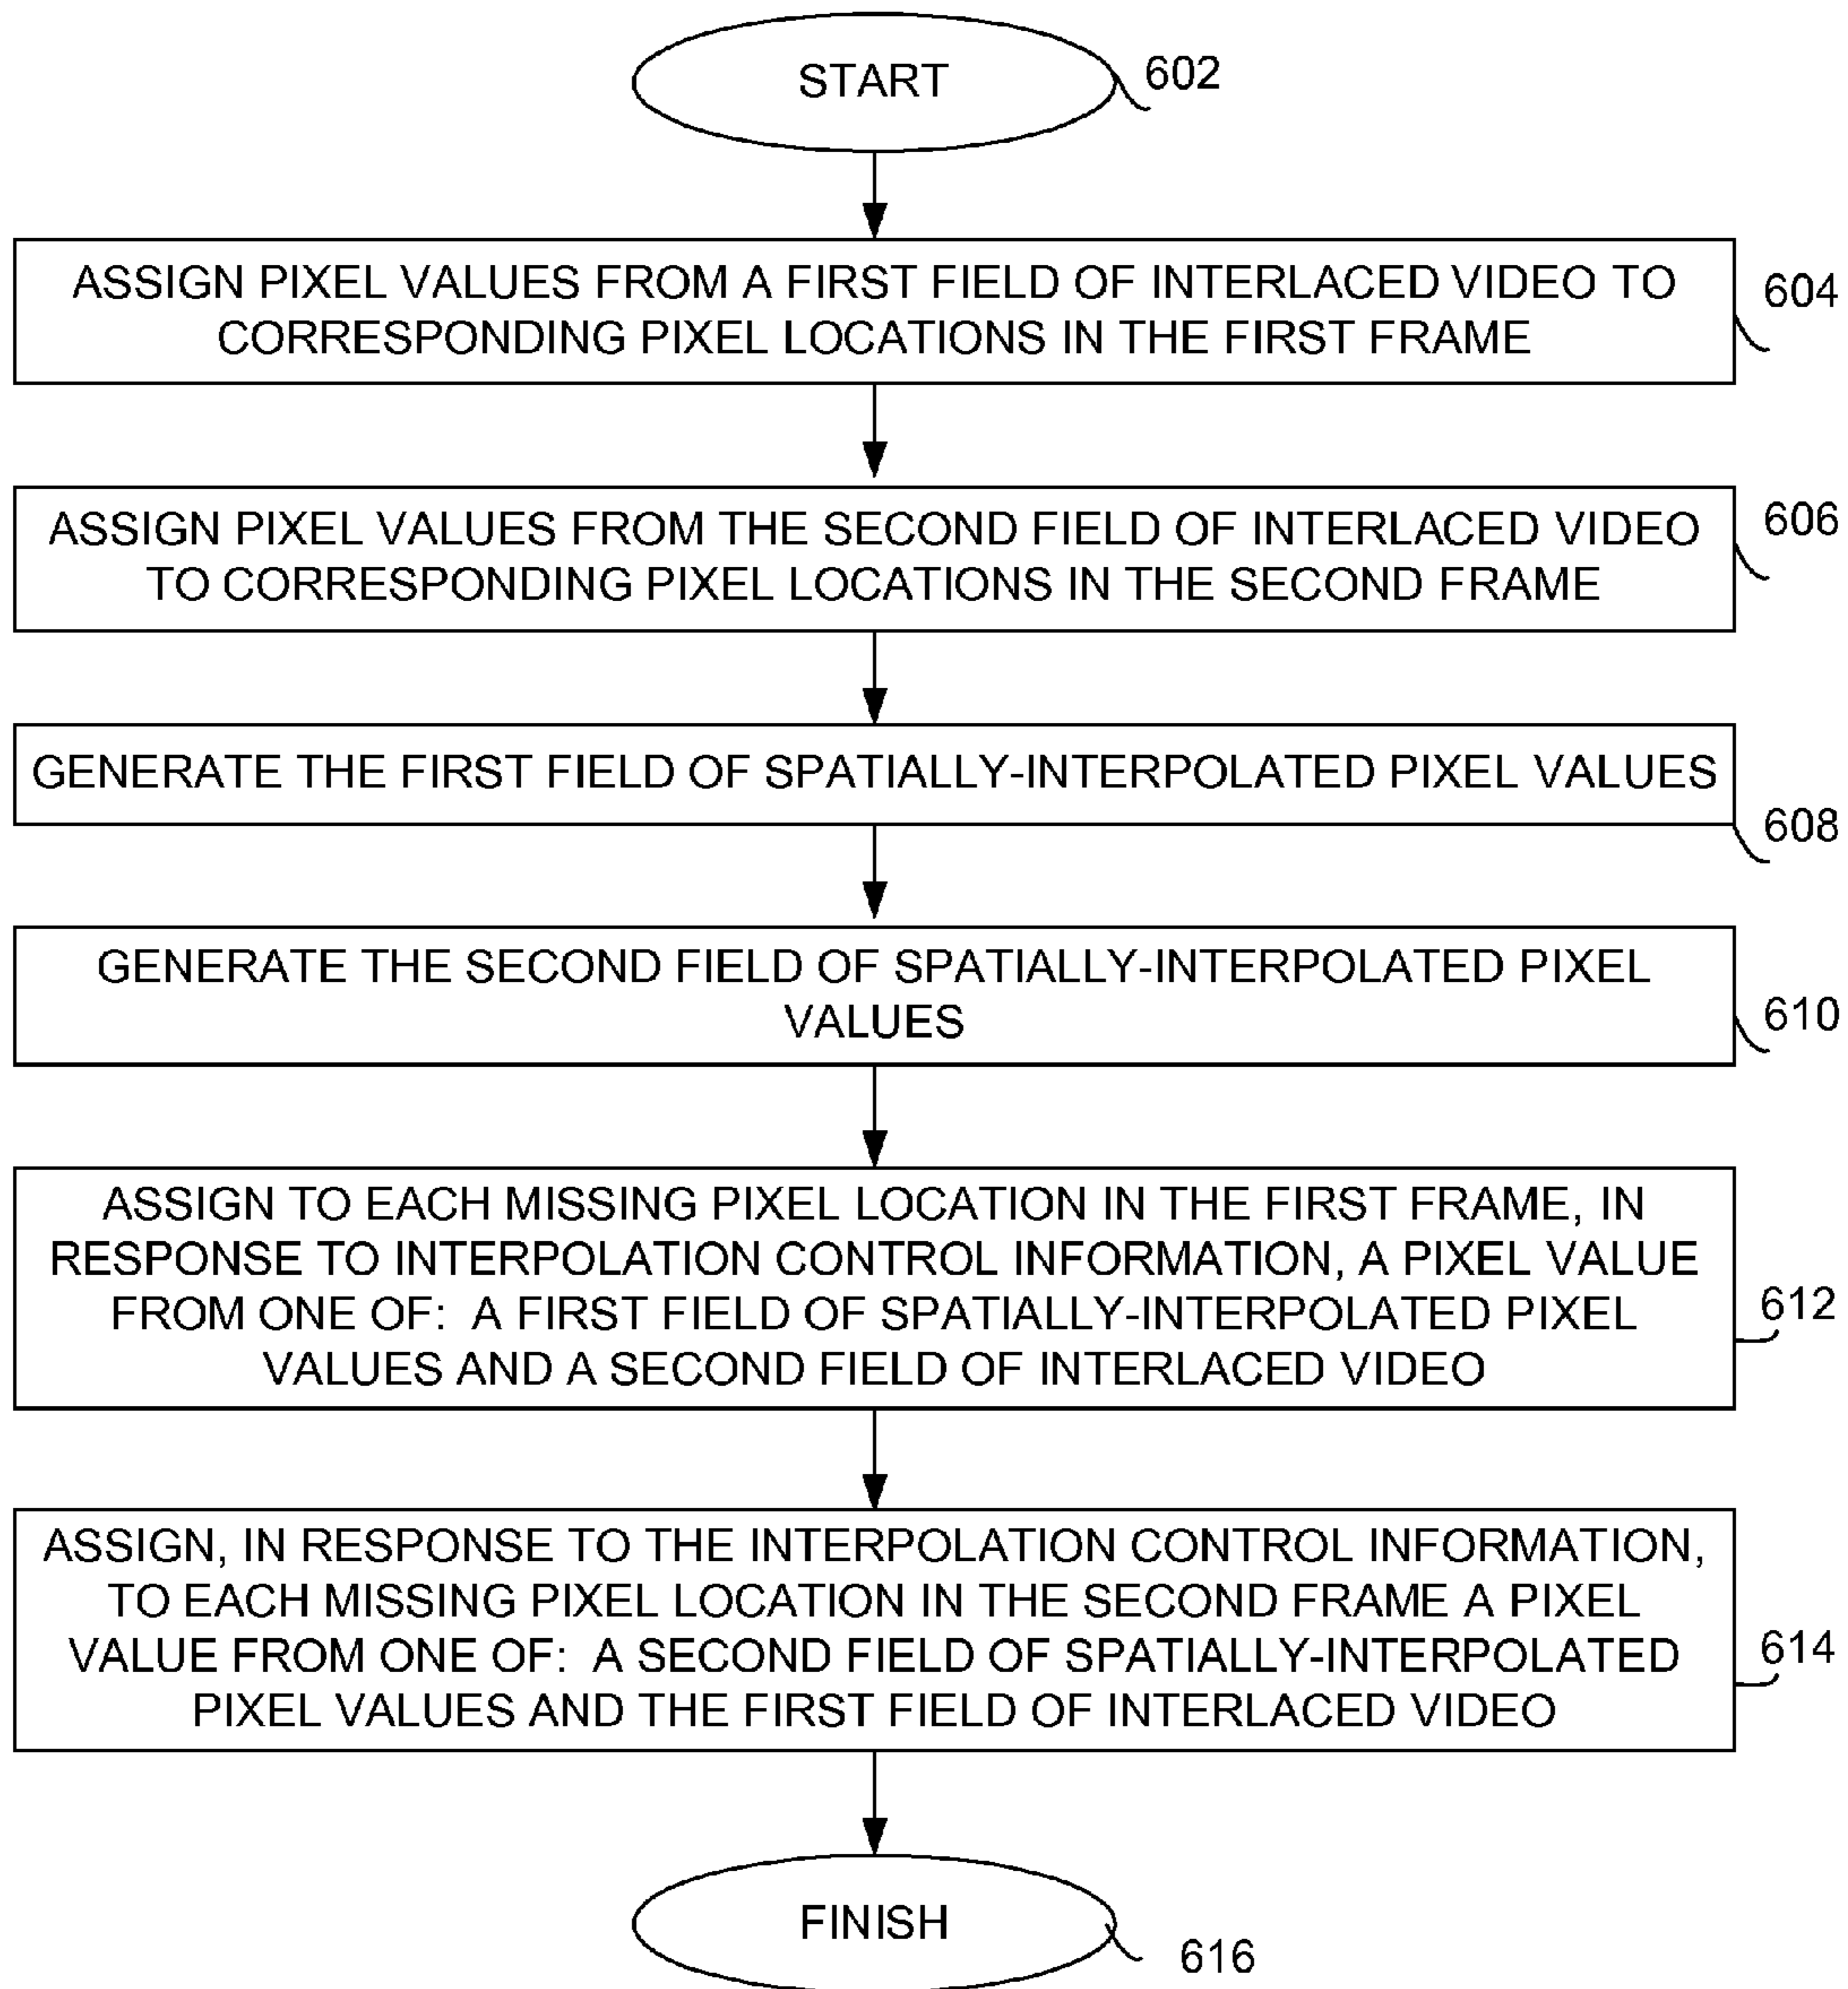 START
602
ASSIGN PIXEL VALUES FROM A FIRST FIELD OF INTERLACED VIDEO TO
CORRESPONDING PIXEL LOCATIONS IN THE FIRST FRAME
604
ASSIGN PIXEL VALUES FROM THE SECOND FIELD OF INTERLACED VIDEO
TO CORRESPONDING PIXEL LOCATIONS IN THE SECOND FRAME
606
GENERATE THE FIRST FIELD OF SPATIALLY-INTERPOLATED PIXEL VALUES
608
GENERATE THE SECOND FIELD OF SPATIALLY-INTERPOLATED PIXEL
VALUES
610
ASSIGN TO EACH MISSING PIXEL LOCATION IN THE FIRST FRAME, IN
RESPONSE TO INTERPOLATION CONTROL INFORMATION, A PIXEL VALUE
FROM ONE OF: A FIRST FIELD OF SPATIALLY-INTERPOLATED PIXEL
VALUES AND A SECOND FIELD OF INTERLACED VIDEO
612
ASSIGN, IN RESPONSE TO THE INTERPOLATION CONTROL INFORMATION,
TO EACH MISSING PIXEL LOCATION IN THE SECOND FRAME A PIXEL
VALUE FROM ONE OF: A SECOND FIELD OF SPATIALLY-INTERPOLATED
PIXEL VALUES AND THE FIRST FIELD OF INTERLACED VIDEO
614
FINISH
616